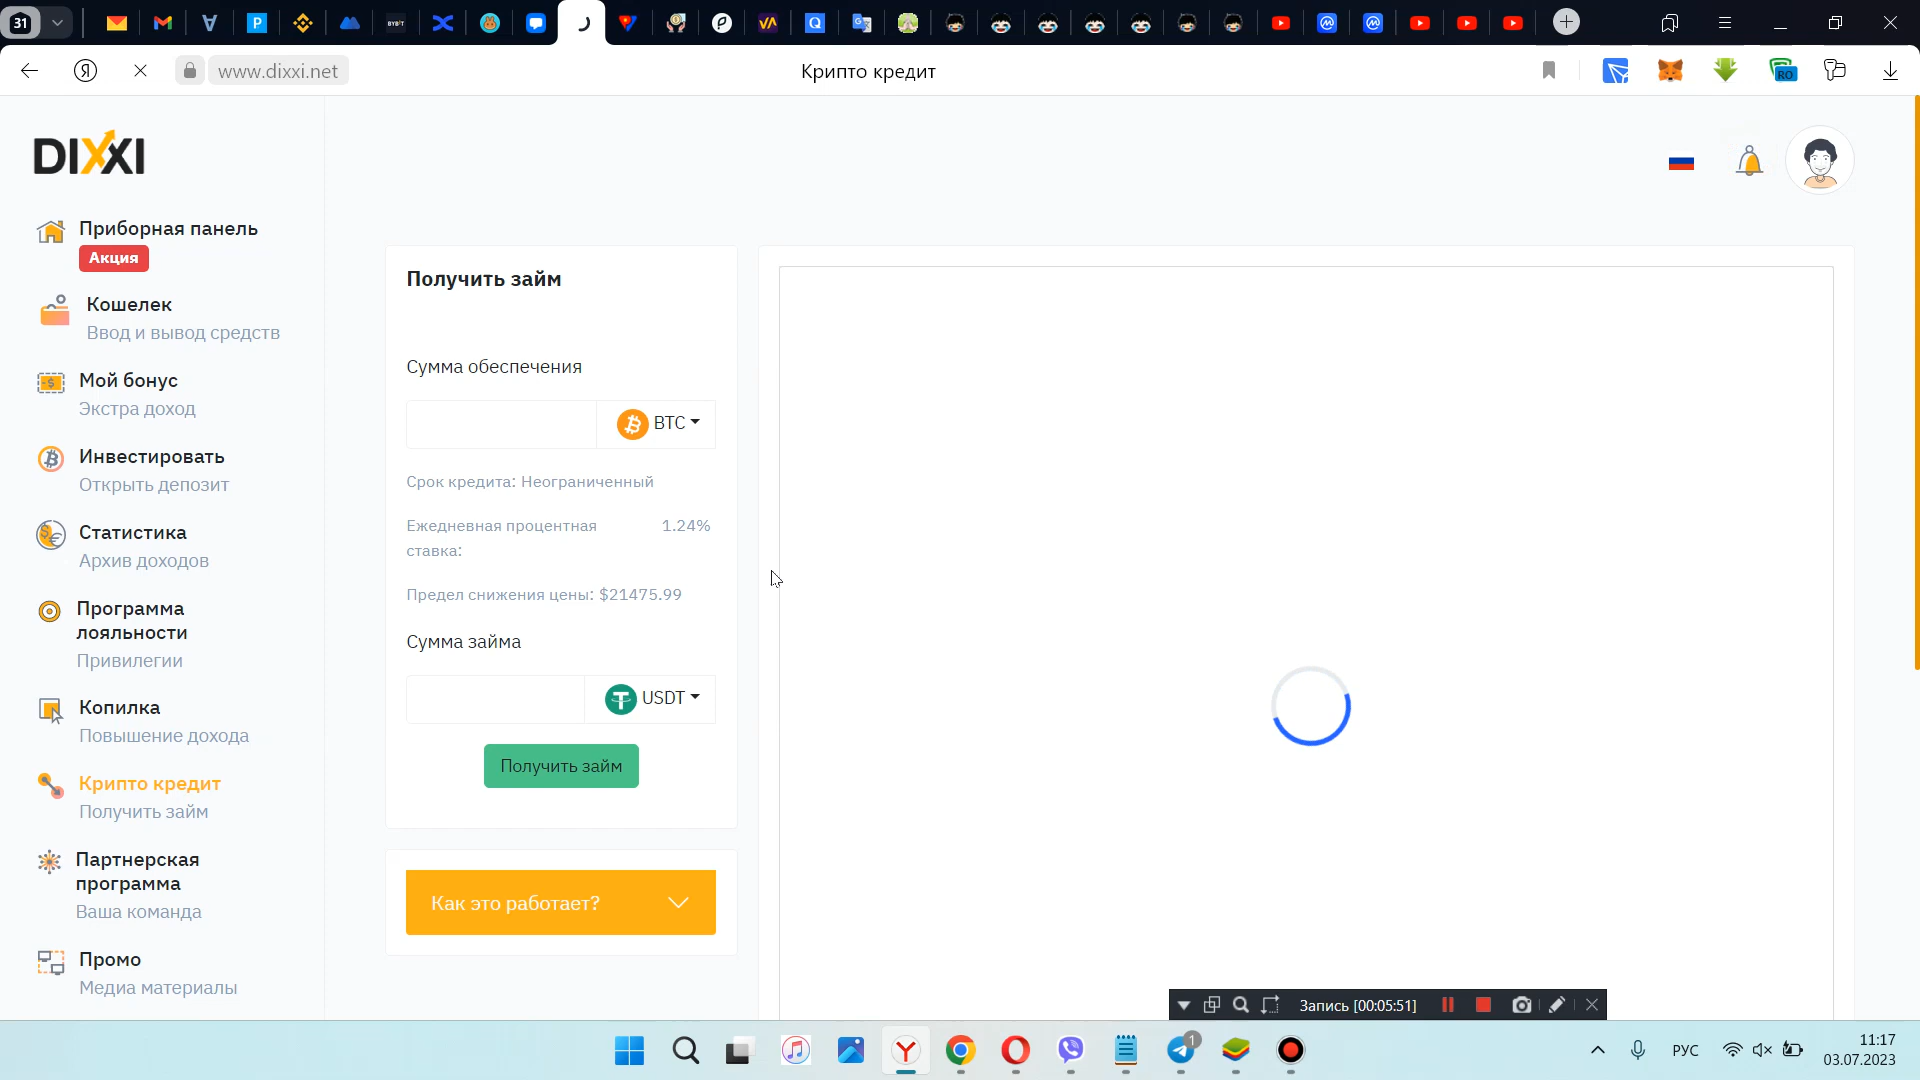 31
BYBIT
www.dixxi.net
Крипто кредит
RO
DIXXI
Приборная панель
Акция
Кошелек
Ввод и вывод средств
Мой бонус
Экстра доход
Инвестировать
Открыть депозит
Статистика
Архив доходов
Программа
лояльности
Привилегии
Копилка
Повышение дохода
Крипто кредит
Получить займ
Партнерская
программа
Ваша команда
Промо
Медиа материалы
Получить займ
Сумма обеспечения
BTC
Срок кредита: Неограниченный
Ежедневная процентная 1.24%
ставка:
Предел снижения цены: $21475.99
Сумма займа
USDT
Получить займ
Как это работает?
Запись [00:05:51]
1
РУС
11:17
03.07.2023